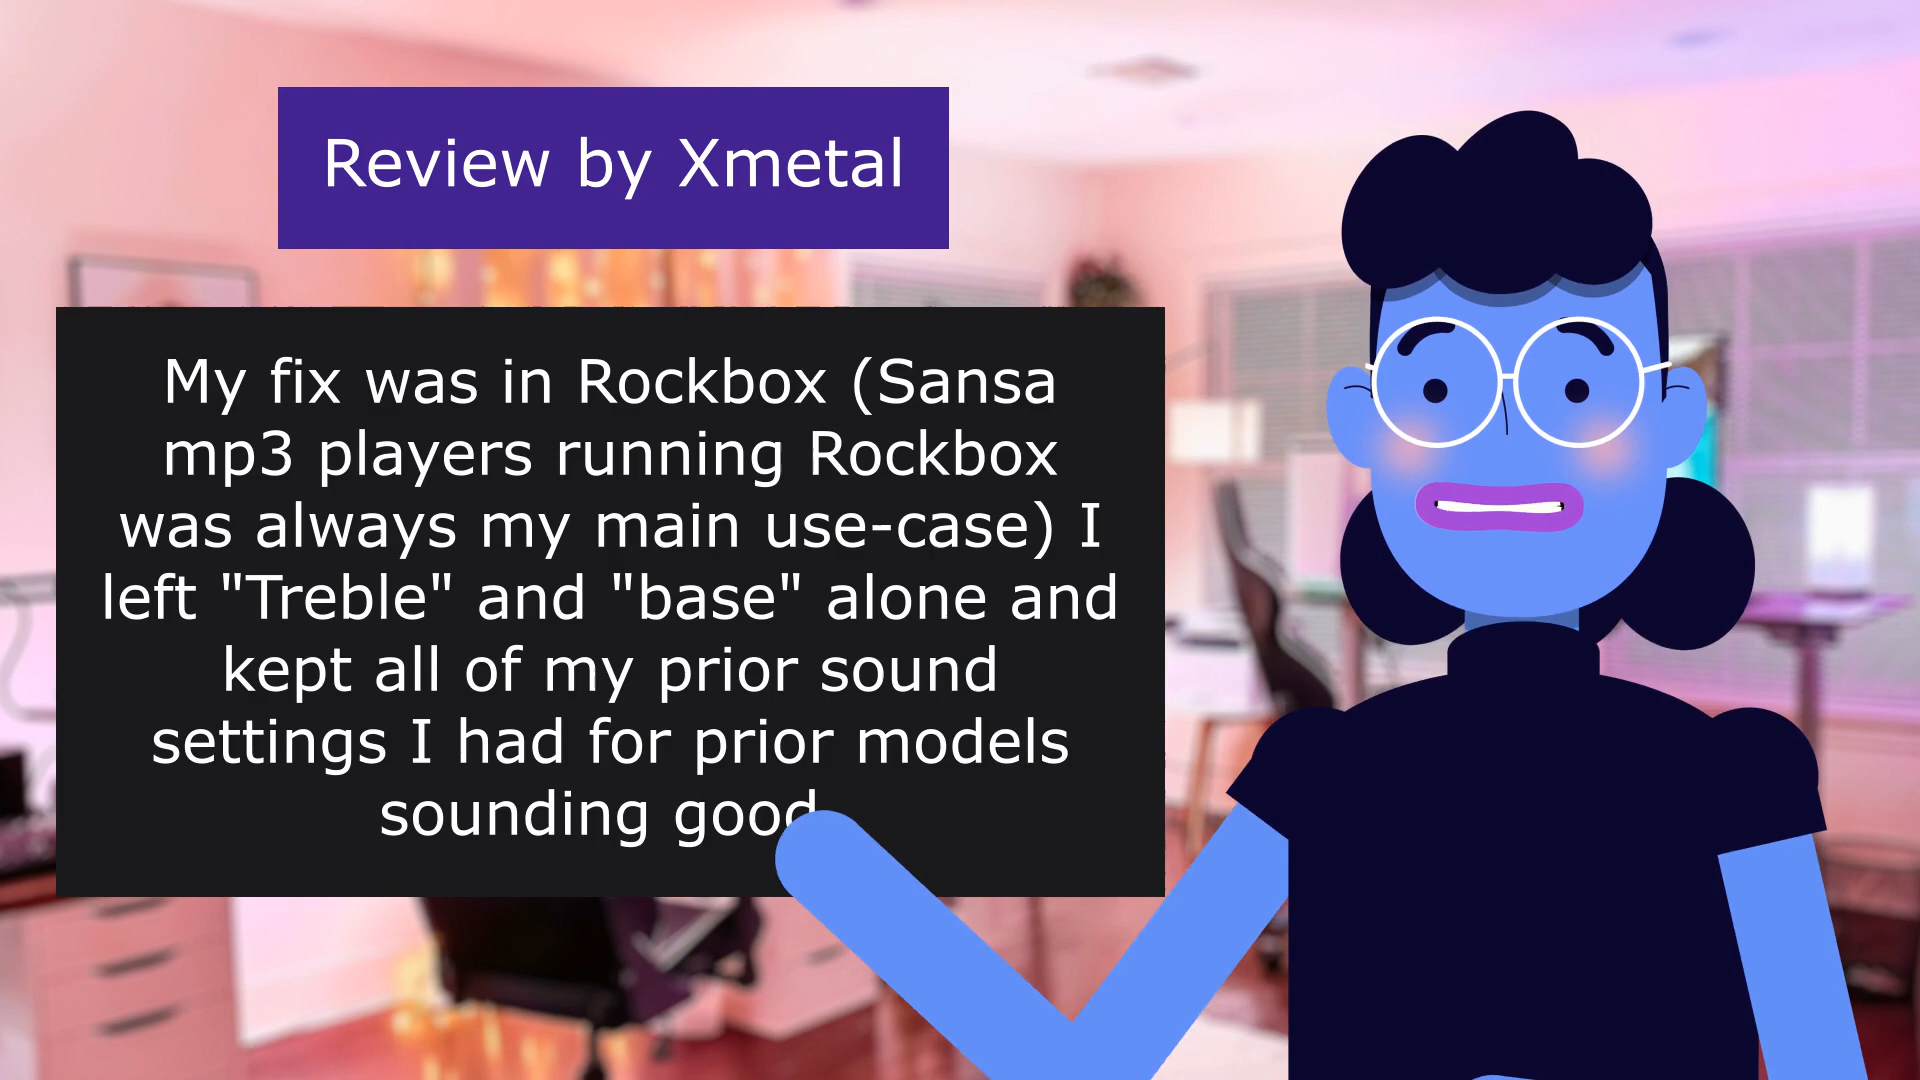 Review by Xmetal
My fix was in Rockbox (Sansa
mp3 players running Rockbox
was always my main use-case) I
left "Treble" and "base" alone and
kept all of my prior sound
settings I had for prior models
sounding good